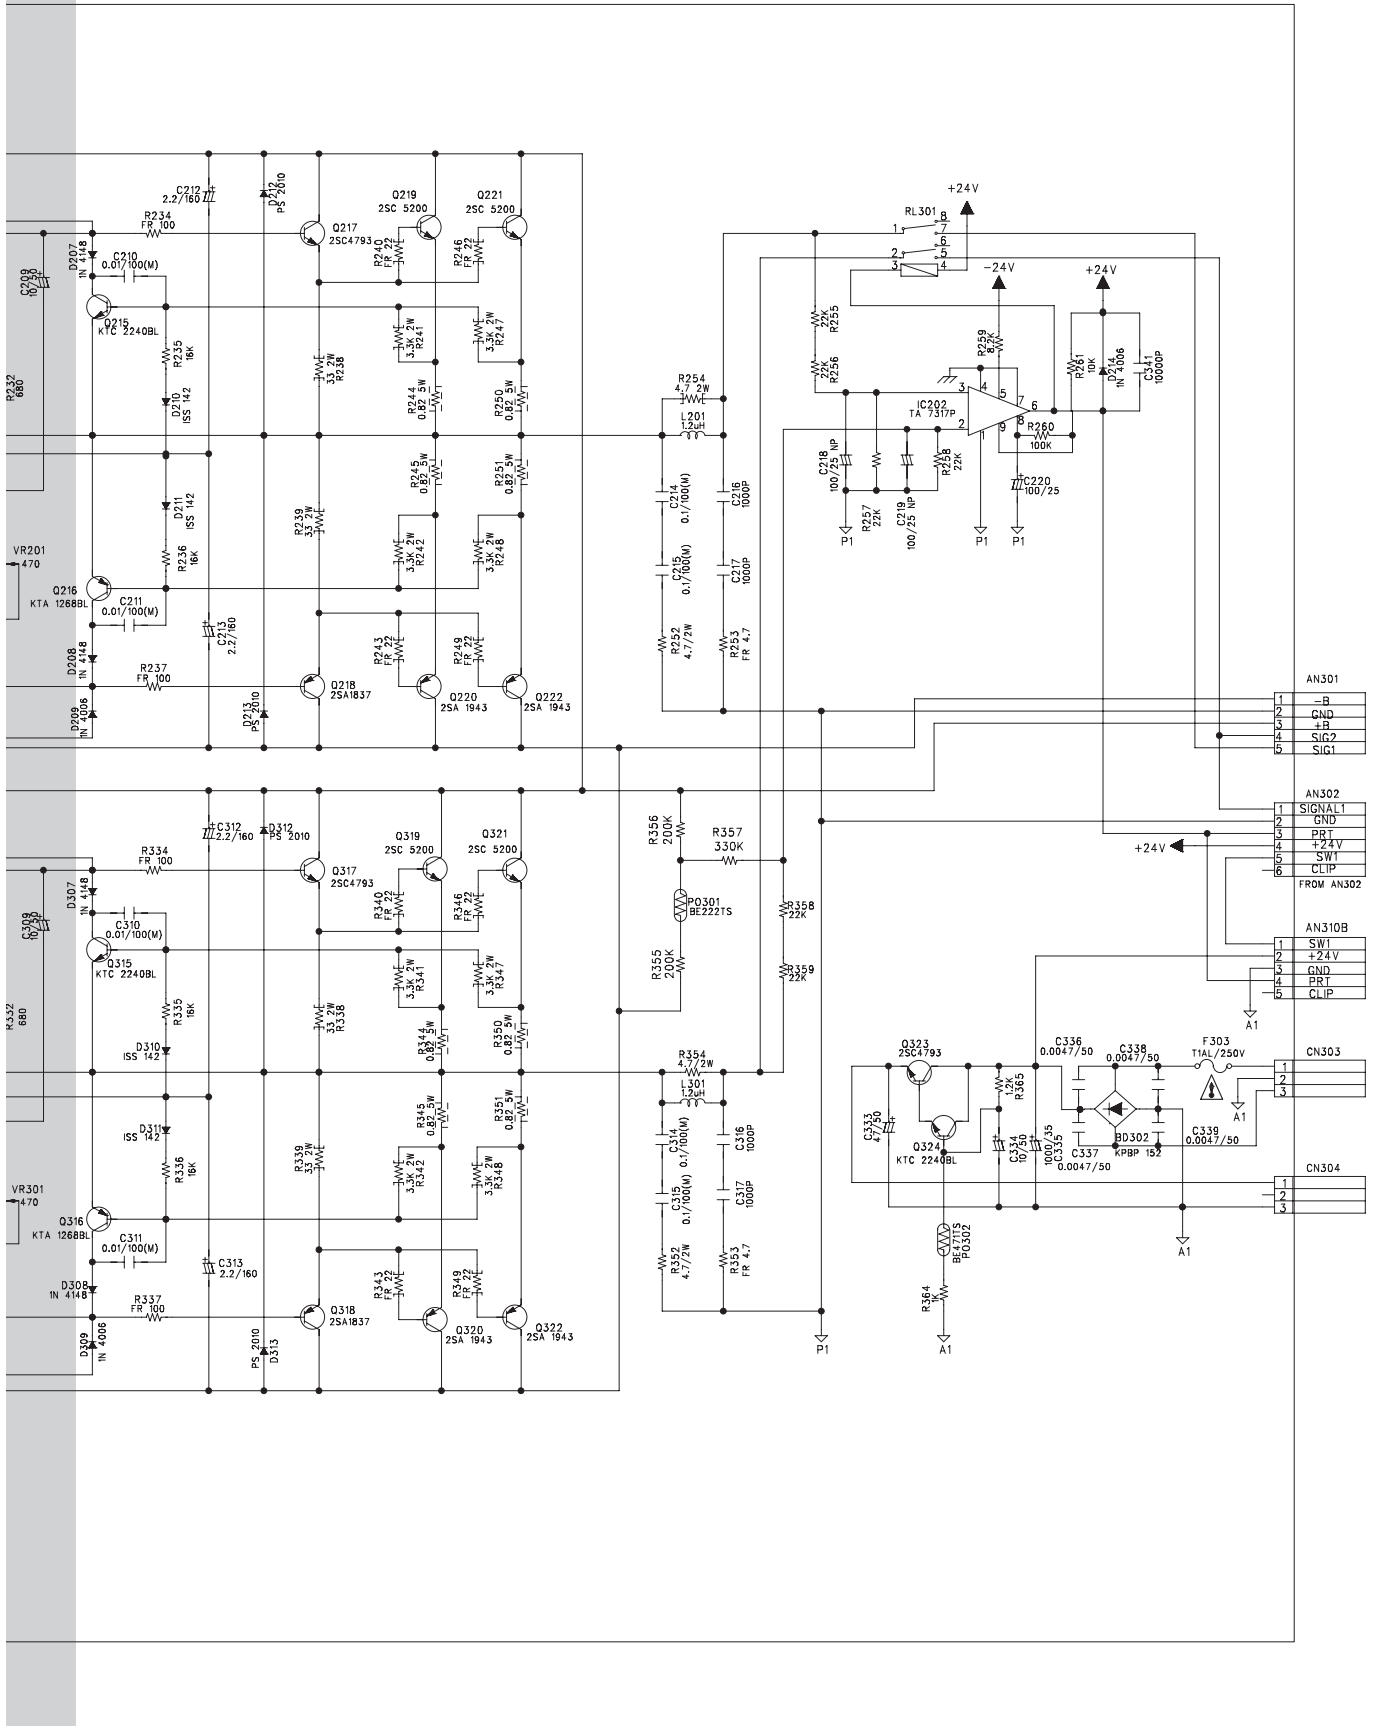 C212
2.2/160
D212
PS 2010
R234
FR 100
Q217
2SC4793
Q219
2SC 5200
R240
FR 22
Q221
2SC 5200
R246
FR 22
D207
1N 4148
C209
10/50
C210
0.01/100(M)
Q215
KTC 2240BL
R235
16K
R232
680
D210
ISS 142
33 2W
R238
3.3K 2W
R241
3.3K 2W
R247
R244
0.82 5W
R250
0.82 5W
R245
0.82 5W
R251
0.82 5W
D211
ISS 142
R236
16K
R239
33 2W
3.3K 2W
R242
3.3K 2W
R248
VR201
470
Q216
KTA 1268BL
C211
0.01/100(M)
C213
2.2/160
R243
FR 22
R249
FR 22
D208
1N 4148
R237
FR 100
Q218
2SA1837
Q220
2SA 1943
Q222
2SA 1943
D209
1N 4006
D213
PS 2010
R254
4.7 2W
L201
1.2uH
C214
0.1/100(M)
C216
1000P
C215
0.1/100(M)
C217
1000P
R252
4.7/2W
R253
FR 4.7
+24V
RL301
1
8
7
2
6
5
3
4
-24V
+24V
22K
R255
22K
R256
R259
8.2K
R261
10K
D214
1N 4006
C341
10000P
IC202
TA 7317P
3
4
5
7
6
8
2
1
9
R260
100K
C218
100/25 NP
R257
22K
C219
100/25 NP
R258
22K
C220
100/25
P1
P1
P1
AN301
1 -B
2 GND
3 +B
4 SIG2
5 SIG1
AN302
1 SIGNAL1
2 GND
3 PRT
4 +24V
5 SW1
6 CLIP
FROM AN302
+24V
AN310B
1 SW1
2 +24V
3 GND
4 PRT
5 CLIP
A1
C312
2.2/160
D312
PS 2010
R334
FR 100
Q317
2SC4793
Q319
2SC 5200
R340
FR 22
Q321
2SC 5200
R346
FR 22
D307
1N 4148
C309
10/50
C310
0.01/100(M)
Q315
KTC 2240BL
R335
16K
R332
680
D310
ISS 142
33 2W
R338
3.3K 2W
R341
3.3K 2W
R347
R344
0.82 5W
R350
0.82 5W
R345
0.82 5W
R351
0.82 5W
D311
ISS 142
R336
16K
R339
33 2W
3.3K 2W
R342
3.3K 2W
R348
VR301
470
Q316
KTA 1268BL
C311
0.01/100(M)
C313
2.2/160
R343
FR 22
R349
FR 22
D308
1N 4148
R337
FR 100
Q318
2SA1837
Q320
2SA 1943
Q322
2SA 1943
D309
1N 4006
PS 2010
D313
R356
200K
R357
330K
PO301
BE222TS
R358
22K
R355
200K
R359
22K
R354
4.7/2W
L301
1.2uH
C314
0.1/100(M)
C316
1000P
C315
0.1/100(M)
C317
1000P
R352
4.7/2W
R353
FR 4.7
P1
Q323
2SC4793
C333
47/50
Q324
KTC 2240BL
1.2K
R365
C334
10/50
1000/35
C335
C336
0.0047/50
C338
0.0047/50
C337
0.0047/50
BD302
KPBP 152
C339
0.0047/50
F303
T1AL/250V
A1
CN303
1
2
3
CN304
1
2
3
A1
BE471TS
PO302
R364
1K
A1